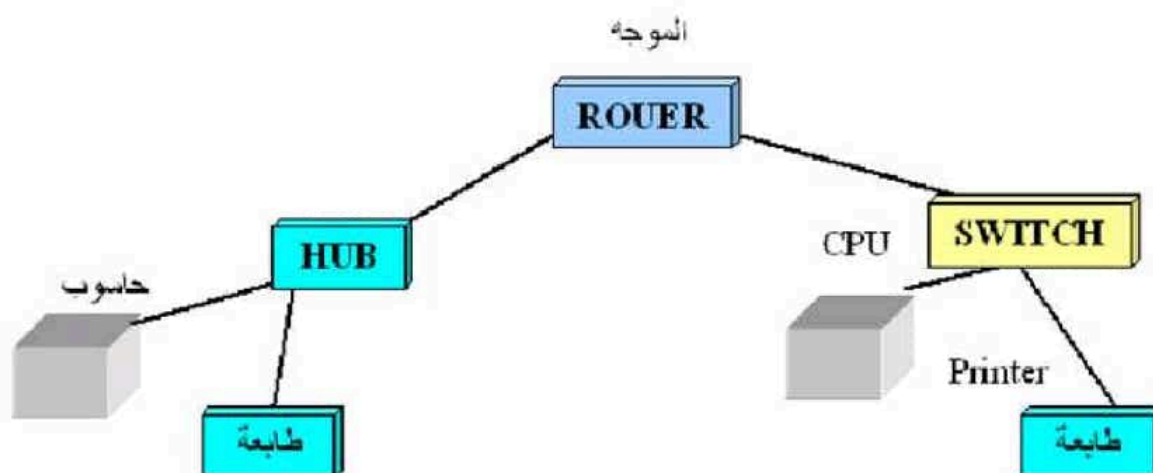 الموجه
ROUER
HUB
CPU
SWITCH
حاسوب
Printer
طابعة
طابعة